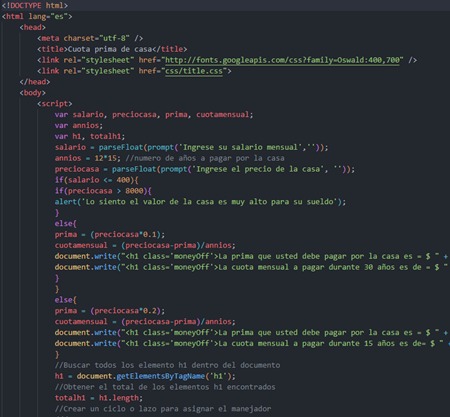 <!DOCTYPE html>
<html lang="es">
<head>
<meta charset="utf-8" />
<title>Cuota prima de casa</title>
<link rel="stylesheet" href="http://fonts.googleapis.com/css?family=Oswald:400,700" />
<link rel="stylesheet" href="css/title.css">
</head>
<body>
<script>
var salario, preciocasa, prima, cuotamensual;
var annios;
var h1, totalh1;
salario = parseFloat(prompt('Ingrese su salario mensual',''));
annios = 12*15; //numero de años a pagar por la casa
preciocasa = parseFloat(prompt('Ingrese el precio de la casa', ''));
if(salario <= 400){
if(preciocasa > 8000){
alert('Lo siento el valor de la casa es muy alto para su sueldo');
}
else{
prima = (preciocasa*0.1);
cuotamensual = (preciocasa-prima)/annios;
document.write("<h1 class='moneyOff'>La prima que usted debe pagar por la casa es = $ " +
document.write("<h1 class='moneyOff'>La cuota mensual a pagar durante 30 años es de = $ "
}
}
else{
prima = (preciocasa*0.2);
cuotamensual = (preciocasa-prima)/annios;
document.write("<h1 class='moneyOff'>La prima que usted debe pagar por la casa es = $ " +
document.write("<h1 class='moneyOff'>La cuota mensual a pagar durante 15 años es de= $ " +
}
//Buscar todos los elemento h1 dentro del documento
h1 = document.getElementsByTagName('h1');
//Obtener el total de los elementos h1 encontrados
totalh1 = h1.length;
//Crear un ciclo o lazo para asignar el manejador